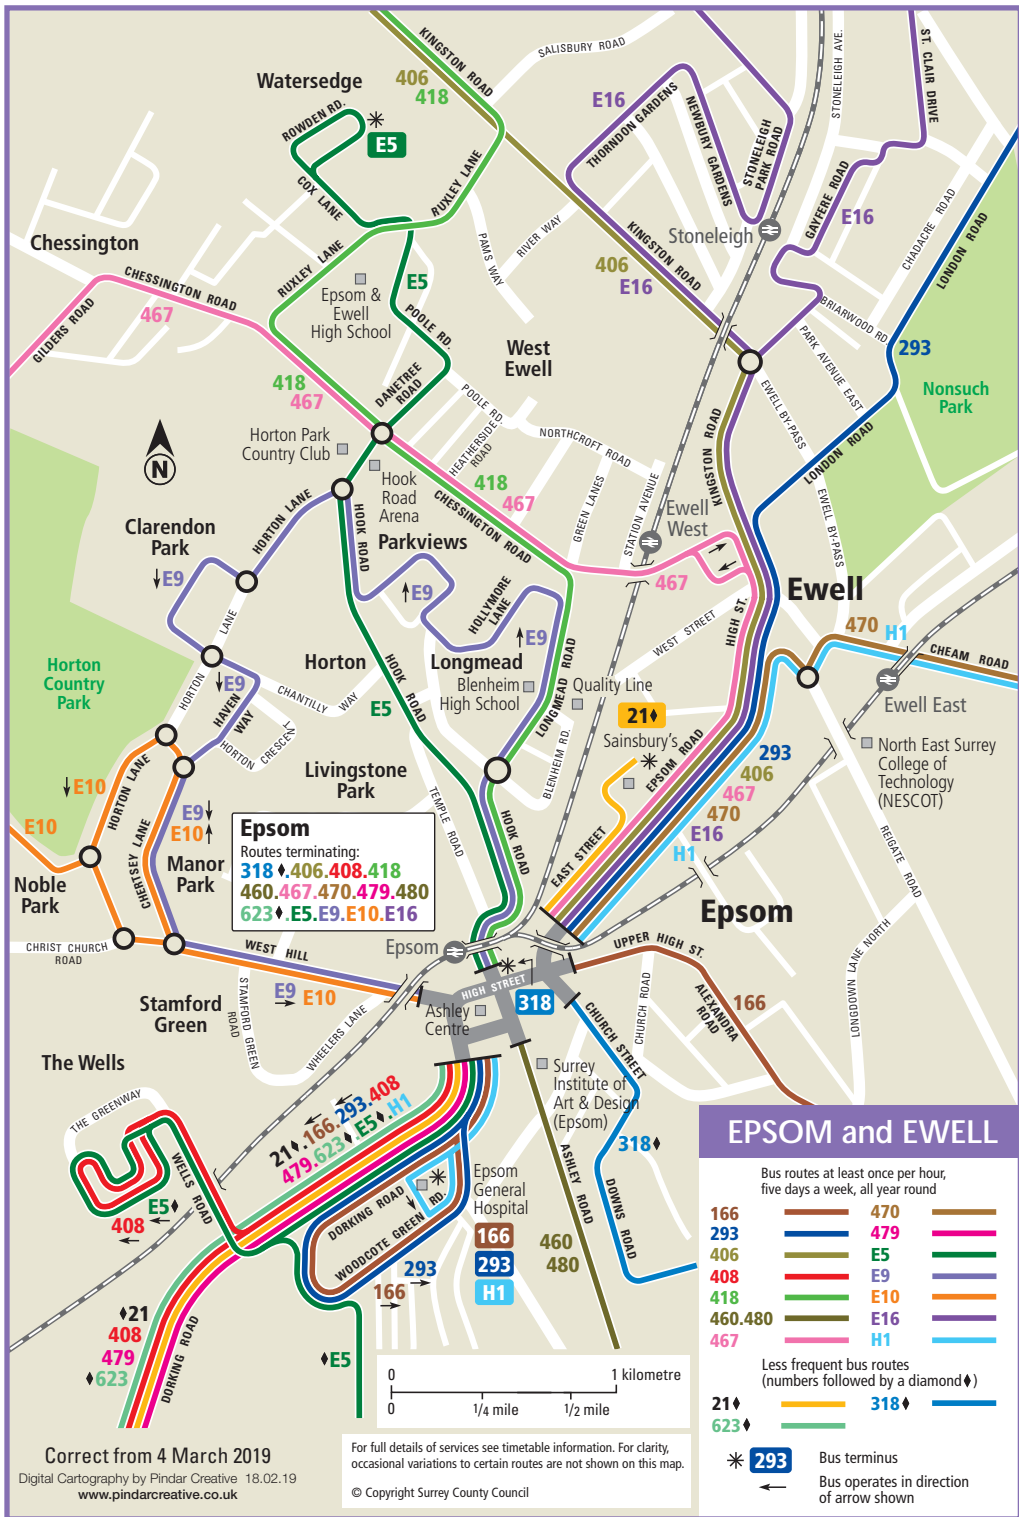 KINGSTON ROAD
406
418
SALISBURY ROAD
STONELEIGH AVE.
ST. CLAIR DRIVE
Watersedge
ROWDEN RD.
E5
COX LANE
RUXLEY LANE
E16
THORNDON GARDENS
NEWBURY GARDENS
STONELEIGH
PARK ROAD
GAYFERE ROAD
E16
CHADACRE ROAD
LONDON ROAD
Stoneleigh
Chessington
CHESSINGTON ROAD
467
GILDERS ROAD
RUXLEY LANE
PAMS WAY
RIVER WAY
KINGSTON ROAD
406
E16
E5
Epsom &
Ewell
High School
POOLE RD.
BRIARWOOD RD.
PARK AVENUE EAST
293
Nonsuch
Park
West
Ewell
418
467
DANETREE
ROAD
POOLE RD.
HEATHERSIDE
ROAD
NORTHCROFT ROAD
EWELL BY-PASS
KINGSTON ROAD
LONDON ROAD
N
Horton Park
Country Club
Hook
Road
Arena
418
467
CHESSINGTON ROAD
GREEN LANES
STATION AVENUE
EWELL BY-PASS
Ewell
West
Clarendon
Park
HORTON LANE
HOOK ROAD
Parkviews
E9
E9
HOLLYMORE
LANE
E9
467
Ewell
HIGH ST.
WEST STREET
470
H1
CHEAM ROAD
Ewell East
Horton
Country
Park
HORTON LANE
E9
HAVEN
WAY
CHANTILLY WAY
HORTON CRESCENT
Horton
HOOK ROAD
E5
Longmead
Blenheim
High School
LONGMEAD ROAD
Quality Line
21♦
Sainsbury's
BLENHEIM RD.
EPSOM ROAD
293
406
467
470
E16
H1
North East Surrey
College of
Technology
(NESCOT)
REIGATE ROAD
Livingstone
Park
TEMPLE ROAD
HOOK ROAD
EAST STREET
E10
E10
HORTON LANE
CHERTSEY LANE
E9
E10
Manor
Park
Noble
Park
Epsom
Routes terminating:
318♦.406.408.418
460.467.470.479.480
623♦.E5.E9.E10.E16
Epsom
CHRIST CHURCH
ROAD
WEST HILL
E9 E10
Epsom
UPPER HIGH ST.
HIGH STREET
318
Ashley
Centre
CHURCH STREET
CHURCH ROAD
ALEXANDRA
ROAD
166
LONGDOWN LANE NORTH
Stamford
Green
STAMFORD GREEN
ROAD
WHEELERS LANE
The Wells
THE GREENWAY
WELLS ROAD
E5♦
408
21♦.166.293.408
479.623♦.E5♦.H1
Surrey
Institute of
Art & Design
(Epsom)
318♦
ASHLEY ROAD
DOWNS ROAD
DORKING ROAD
WOODCOTE GREEN RD.
Epsom
General
Hospital
166
293
H1
293
166
460
480
♦21
408
479
♦623
DORKING ROAD
♦E5
0 1 kilometre
0 1/4 mile 1/2 mile
Correct from 4 March 2019
Digital Cartography by Pindar Creative 18.02.19
www.pindarcreative.co.uk
For full details of services see timetable information. For clarity,
occasional variations to certain routes are not shown on this map.
© Copyright Surrey County Council
EPSOM and EWELL
Bus routes at least once per hour,
five days a week, all year round
166 470
293 479
406 E5
408 E9
418 E10
460.480 E16
467 H1
Less frequent bus routes
(numbers followed by a diamond♦)
21♦ 318♦
623♦
293 Bus terminus
Bus operates in direction
of arrow shown